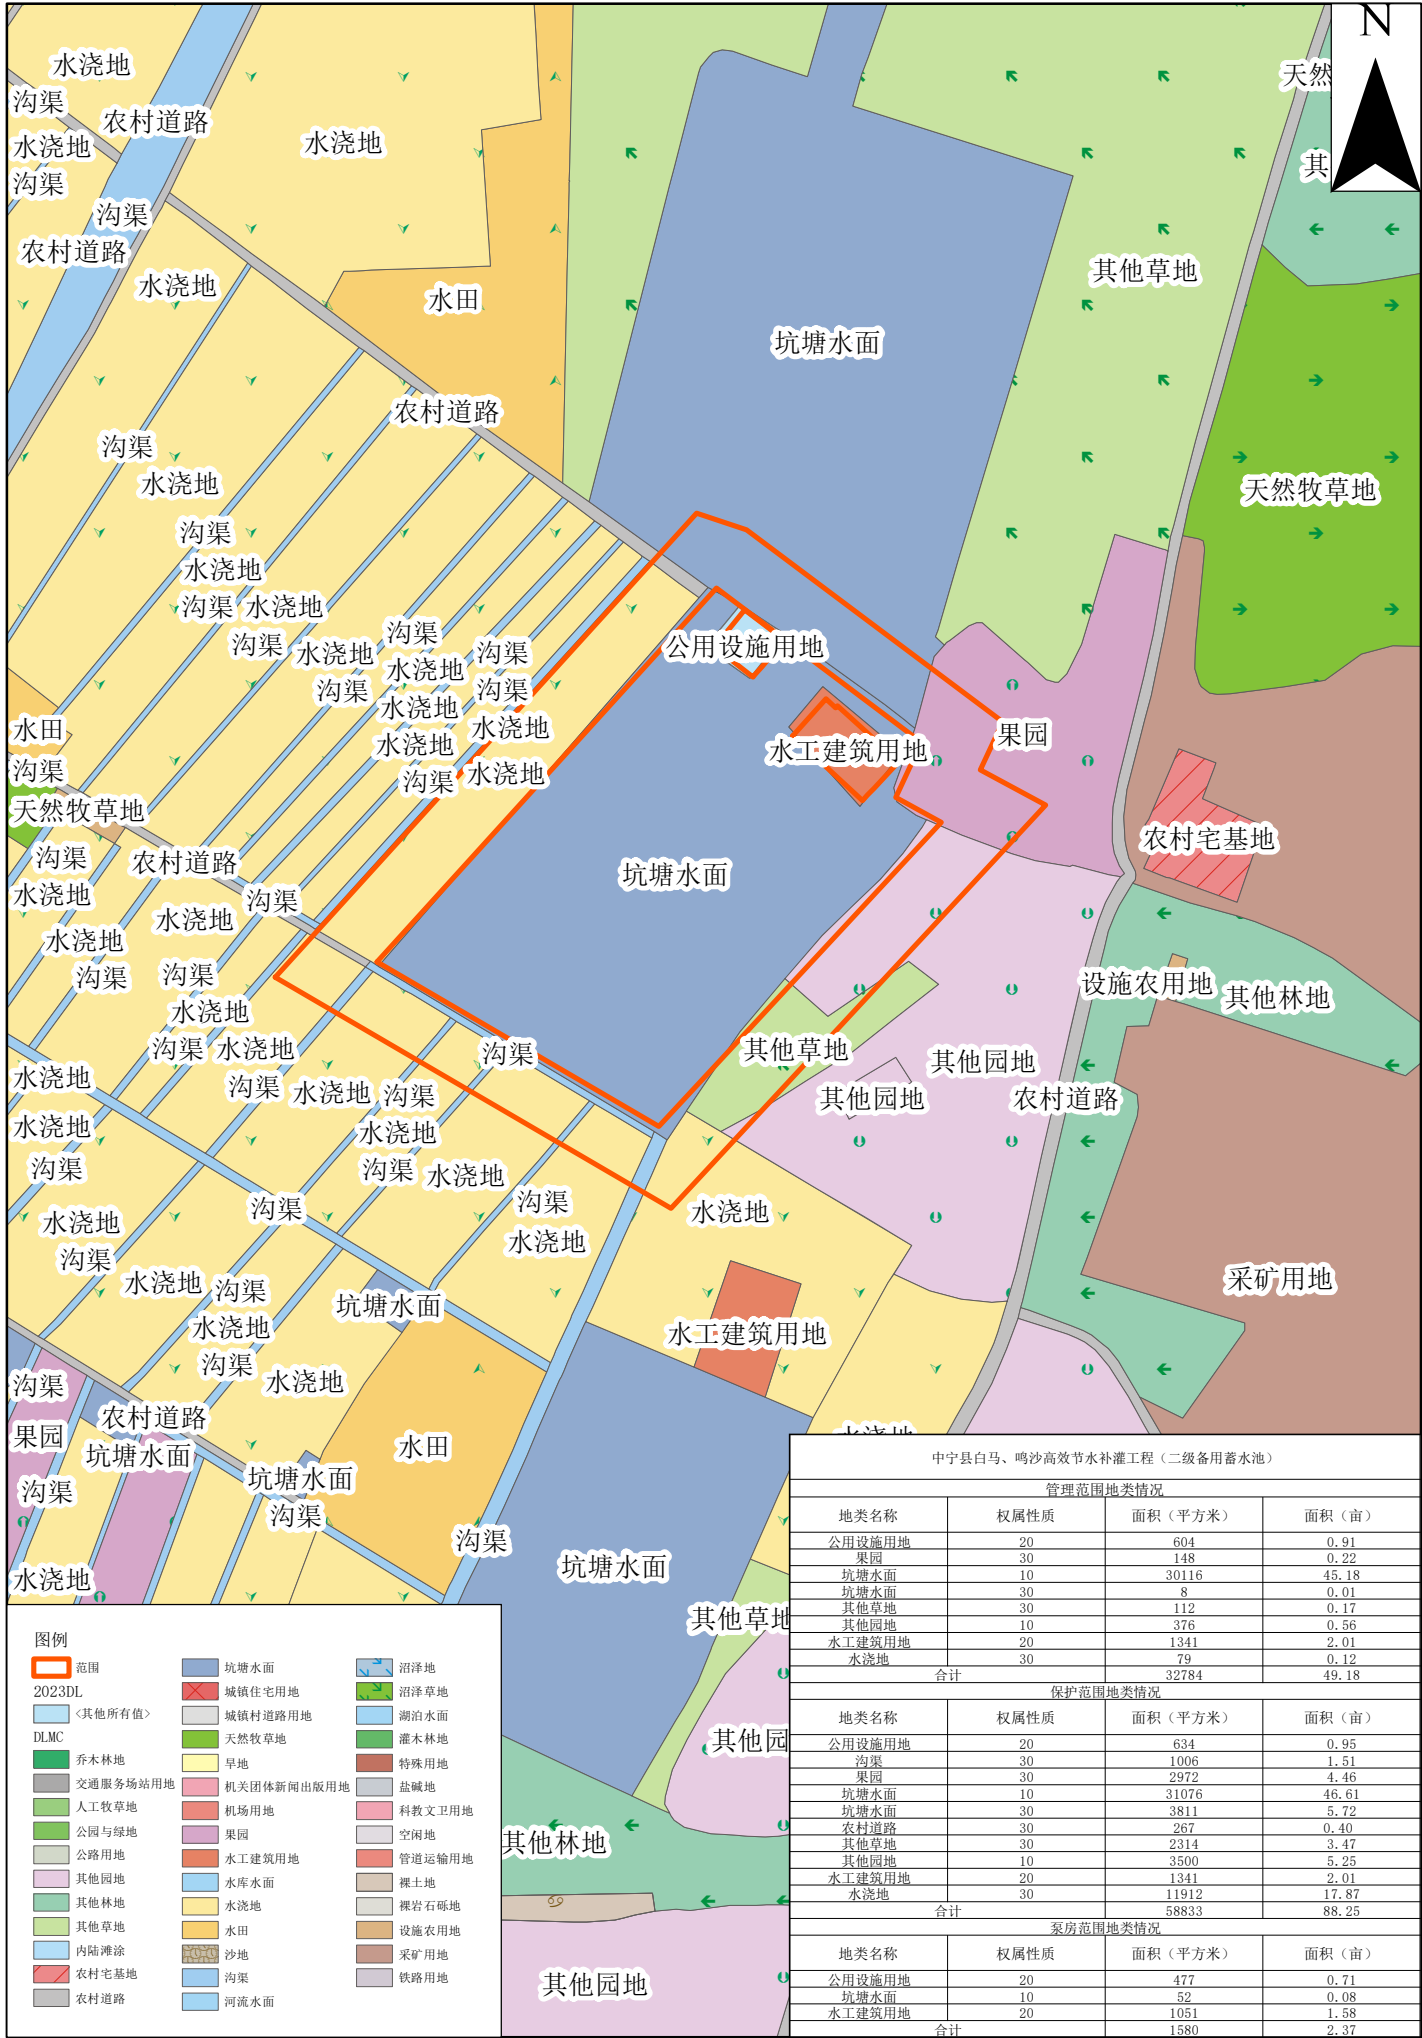 N
水浇地
天然
沟渠
农村道路
水浇地
水浇地
其
沟渠
沟渠
农村道路
水浇地
水田
其他草地
坑塘水面
农村道路
沟渠
水浇地
天然牧草地
沟渠
水浇地
沟渠
水浇地
沟渠
沟渠
水浇地
水浇地
沟渠
公用设施用地
沟渠
沟渠
水浇地
水浇地
水田
果园
水浇地
水工建筑用地
沟渠
沟渠
水浇地
天然牧草地
农村宅基地
沟渠
农村道路
坑塘水面
水浇地
沟渠
水浇地
水浇地
沟渠
沟渠
设施农用地
其他林地
水浇地
沟渠
水浇地
沟渠
其他草地
其他园地
水浇地
沟渠
水浇地
沟渠
其他园地
农村道路
水浇地
水浇地
沟渠
沟渠
水浇地
沟渠
沟渠
水浇地
水浇地
水浇地
沟渠
水浇地
沟渠
坑塘水面
采矿用地
水浇地
水工建筑用地
沟渠
水浇地
沟渠
农村道路
果园
坑塘水面
水田
坑塘水面
沟渠
沟渠
沟渠
坑塘水面
水浇地
其他草地
其他园
其他林地
其他园地
中宁县白马、鸣沙高效节水补灌工程（二级备用蓄水池）
管理范围地类情况
地类名称 权属性质 面积（平方米） 面积（亩）
公用设施用地 20 604 0.91
果园 30 148 0.22
坑塘水面 10 30116 45.18
坑塘水面 30 8 0.01
其他草地 30 112 0.17
其他园地 10 376 0.56
水工建筑用地 20 1341 2.01
水浇地 30 79 0.12
合计 32784 49.18
保护范围地类情况
地类名称 权属性质 面积（平方米） 面积（亩）
公用设施用地 20 634 0.95
沟渠 30 1006 1.51
果园 30 2972 4.46
坑塘水面 10 31076 46.61
坑塘水面 30 3811 5.72
农村道路 30 267 0.40
其他草地 30 2314 3.47
其他园地 10 3500 5.25
水工建筑用地 20 1341 2.01
水浇地 30 11912 17.87
合计 58833 88.25
泵房范围地类情况
地类名称 权属性质 面积（平方米） 面积（亩）
公用设施用地 20 477 0.71
坑塘水面 10 52 0.08
水工建筑用地 20 1051 1.58
合计 1580 2.37
图例
范围
2023DL
<其他所有值>
DLMC
乔木林地
交通服务场站用地
人工牧草地
公园与绿地
公路用地
其他园地
其他林地
其他草地
内陆滩涂
农村宅基地
农村道路
坑塘水面
城镇住宅用地
城镇村道路用地
天然牧草地
旱地
机关团体新闻出版用地
机场用地
果园
水工建筑用地
水库水面
水浇地
水田
沙地
沟渠
河流水面
沼泽地
沼泽草地
湖泊水面
灌木林地
特殊用地
盐碱地
科教文卫用地
空闲地
管道运输用地
裸土地
裸岩石砾地
设施农用地
采矿用地
铁路用地